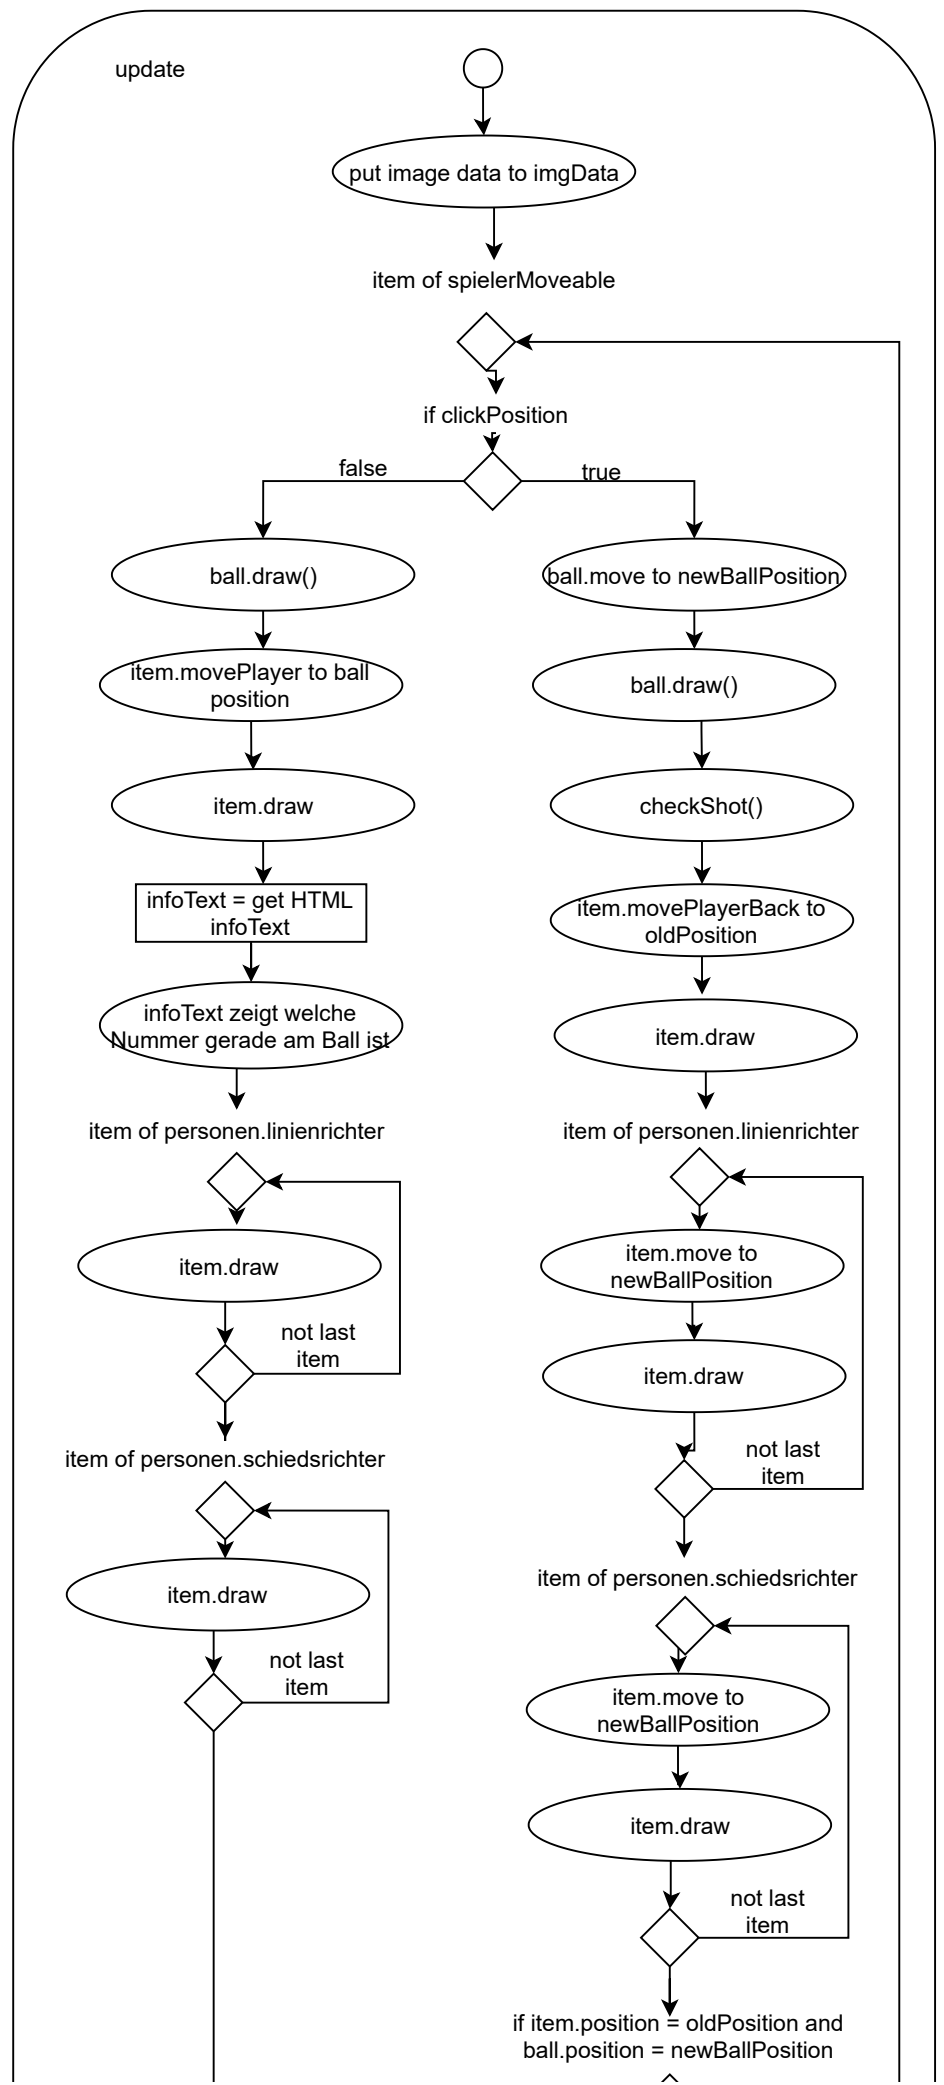 update
put image data to imgData
item of spielerMoveable
if clickPosition
false
true
ball.draw()
ball.move to newBallPosition
item.movePlayer to ball
position
ball.draw()
item.draw
checkShot()
infoText = get HTML
infoText
item.movePlayerBack to
oldPosition
infoText zeigt welche
Nummer gerade am Ball ist
item.draw
item of personen.linienrichter
item of personen.linienrichter
item.draw
item.move to
newBallPosition
not last
item
item.draw
item of personen.schiedsrichter
not last
item
item of personen.schiedsrichter
item.draw
not last
item
item.move to
newBallPosition
item.draw
not last
item
if item.position = oldPosition and
ball.position = newBallPosition